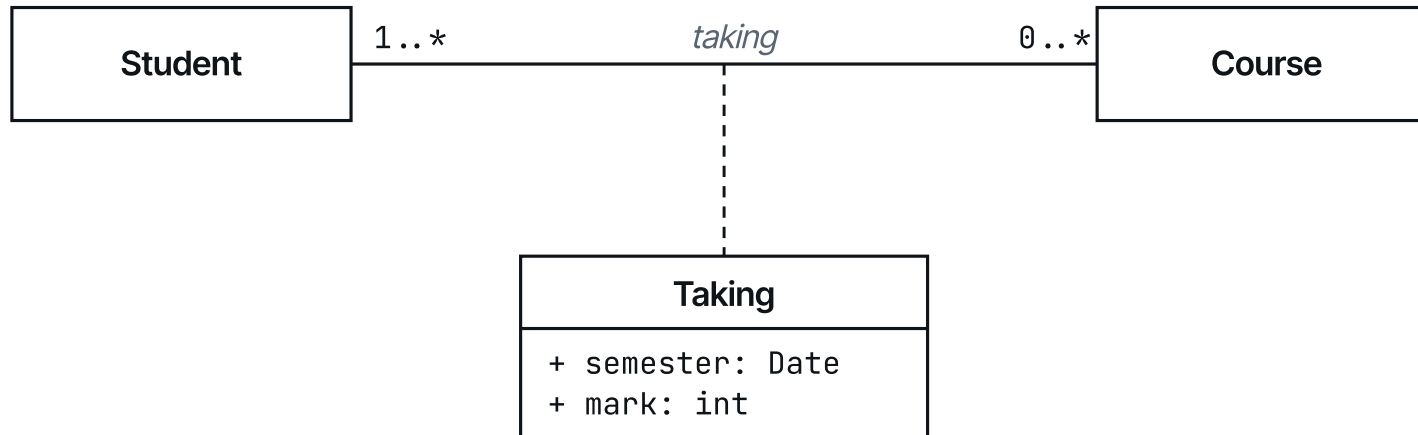 1..* taking 0..*
Student Course
Taking
+ semester: Date
+ mark: int